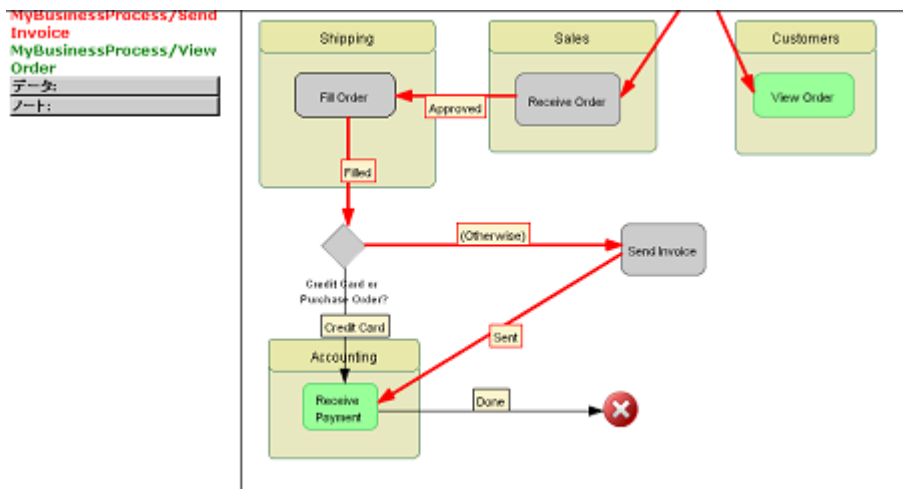 MyBusinessProcess/Send
Invoice
MyBusinessProcess/View
Order
データ:
ノート:
Shipping
Sales
Customers
Fill Order
Approved
Receive Order
View Order
Filled
(Otherwise)
Send Invoice
Credit Card or
Purchase Order?
Credit Card
Sent
Accounting
Receive
Payment
Done